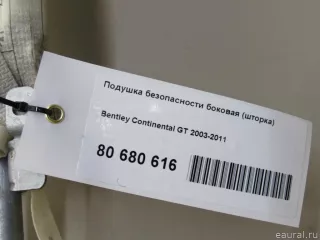 Подушка безопасности боковая (шторка)
Bentley Continental GT 2003-2011
80 680 616
eaural.ru